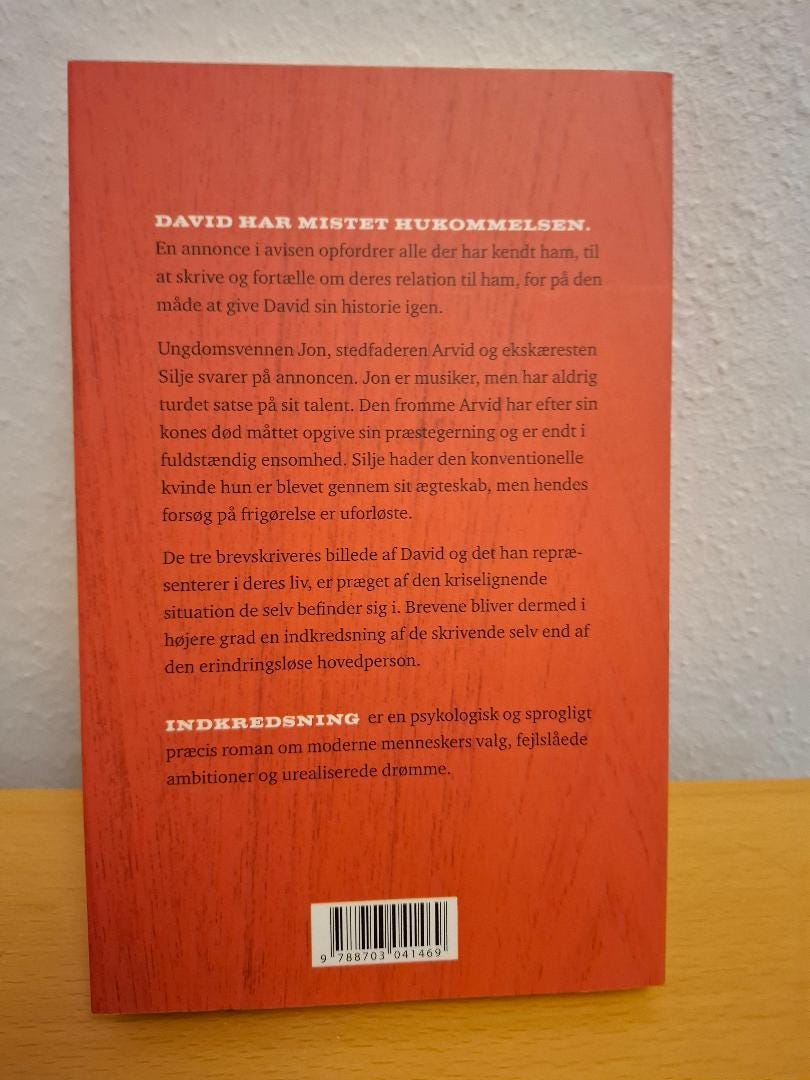 DAVID HAR MISTET HUKOMMELSEN.
En annonce i avisen opfordrer alle der har kendt ham, til
at skrive og fortælle om deres relation til ham, for på den
måde at give David sin historie igen.
Ungdomsvennen Jon, stedfaderen Arvid og ekskæresten
Silje svarer på annoncen. Jon er musiker, men har aldrig
turdet satse på sit talent. Den fromme Arvid har efter sin
kones død måttet opgive sin præstegerning og er endt i
fuldstændig ensomhed. Silje hader den konventionelle
kvinde hun er blevet gennem sit ægteskab, men hendes
forsøg på frigørelse er uforløste.
De tre brevskriveres billede af David og det han repræ-
senterer i deres liv, er præget af den kriselignende
situation de selv befinder sig i. Brevene bliver dermed i
højere grad en indkredsning af de skrivende selv end af
den erindringsløse hovedperson.
INDKREDSNING er en psykologisk og sprogligt
præcis roman om moderne menneskers valg, fejlslåede
ambitioner og urealiserede drømme.
9 788703 041469